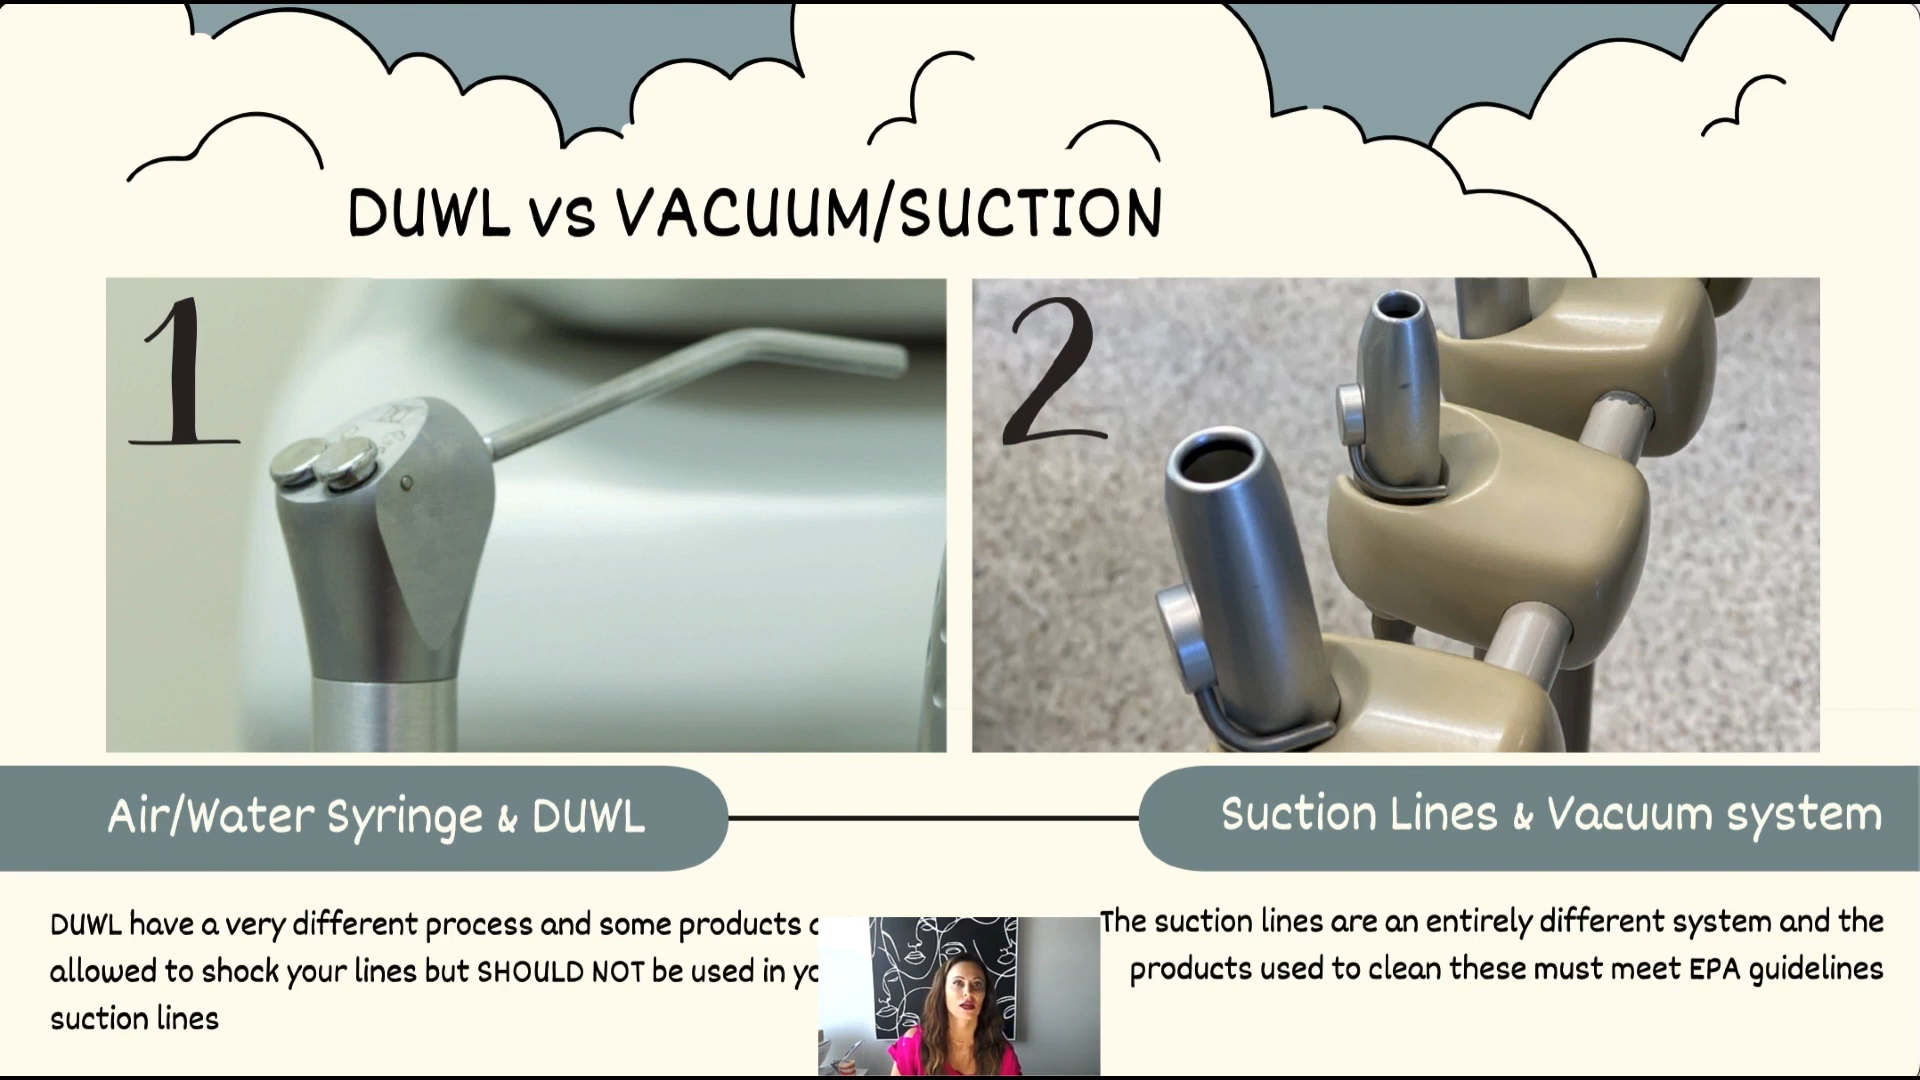 DUWL vs VACUUM/SUCTION
1
2
Air/Water Syringe & DUWL
Suction Lines & Vacuum system
DUWL have a very different process and some products
allowed to shock your lines but SHOULD NOT be used in
suction lines
The suction lines are an entirely different system and the
products used to clean these must meet EPA guidelines